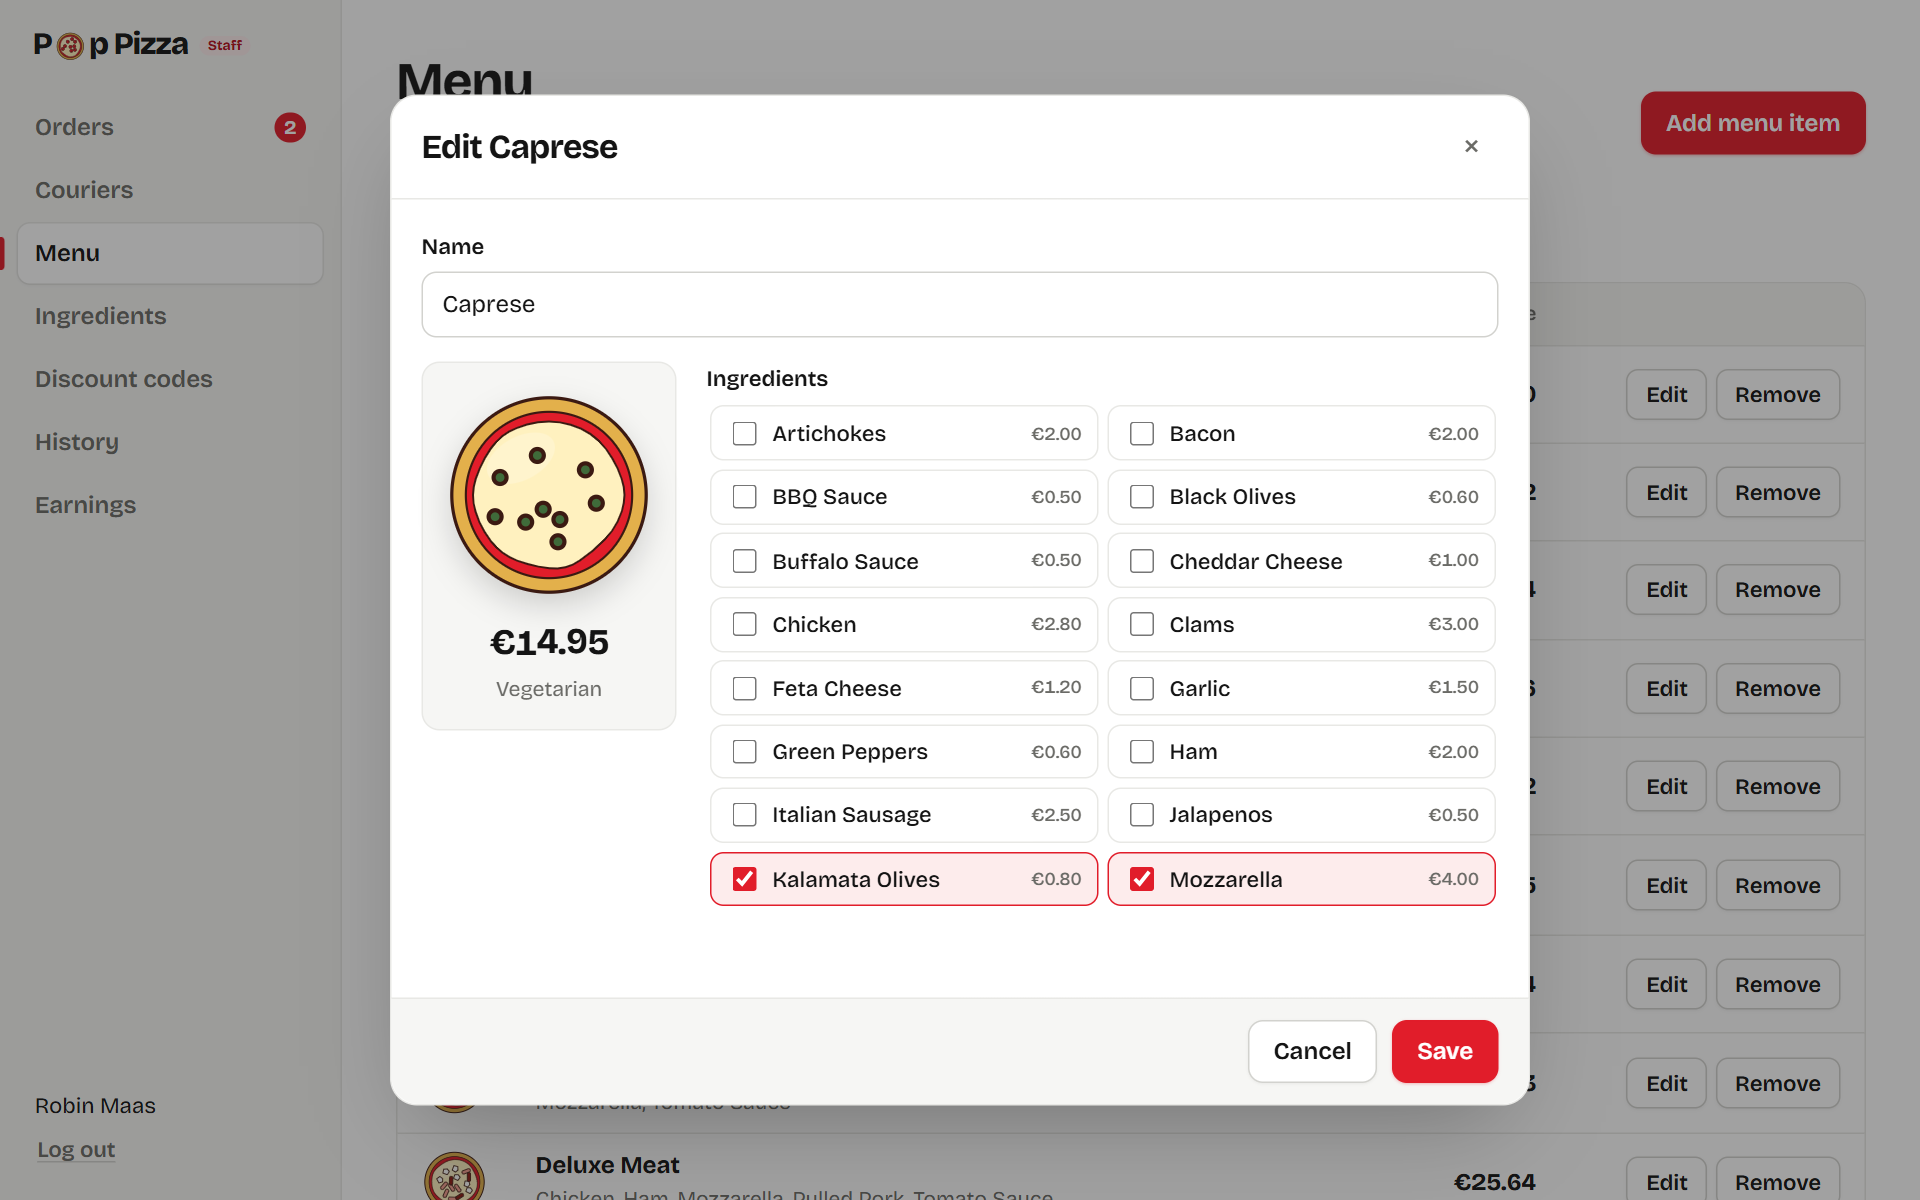 Pop Pizza Staff
Orders 2
Couriers
Menu
Ingredients
Discount codes
History
Earnings
Robin Maas
Log out
Menu
Add menu item
Edit Caprese
×
Name
Caprese
€14.95
Vegetarian
Ingredients
Artichokes €2.00
Bacon €2.00
BBQ Sauce €0.50
Black Olives €0.60
Buffalo Sauce €0.50
Cheddar Cheese €1.00
Chicken €2.80
Clams €3.00
Feta Cheese €1.20
Garlic €1.50
Green Peppers €0.60
Ham €2.00
Italian Sausage €2.50
Jalapenos €0.50
Kalamata Olives €0.80
Mozzarella €4.00
Cancel
Save
Edit Remove
Edit Remove
Edit Remove
Edit Remove
Edit Remove
Edit Remove
Edit Remove
Edit Remove
Mozzarella, Tomato Sauce
Deluxe Meat
€25.64
Edit Remove
Chicken, Ham, Mozzarella, Pulled Pork, Tomato Sauce